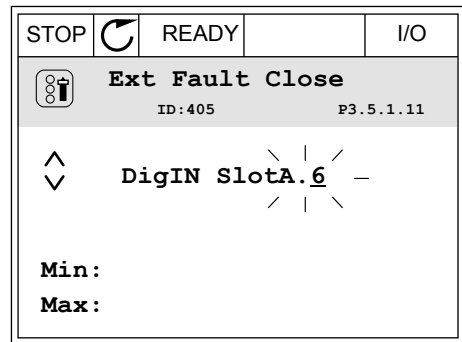 STOP READY I/O
Ext Fault Close
ID:405 P3.5.1.11
DigIN SlotA.6
Min:
Max: